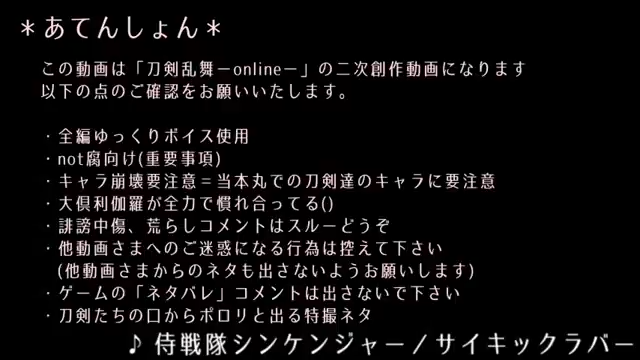 ＊あてんしょん＊
この動画は「刀剣乱舞－online－」の二次創作動画になります
以下の点のご確認をお願いいたします。
・全編ゆっくりボイス使用
・not腐向け(重要事項)
・キャラ崩壊要注意＝当本丸での刀剣達のキャラに要注意
・大倶利伽羅が全力で慣れ合ってる()
・誹謗中傷、荒らしコメントはスルーどうぞ
・他動画さまへのご迷惑になる行為は控えて下さい
(他動画さまからのネタも出さないようお願いします)
・ゲームの「ネタバレ」コメントは出さないで下さい
・刀剣たちの口からポロリと出る特撮ネタ
♪侍戦隊シンケンジャー／サイキックラバー